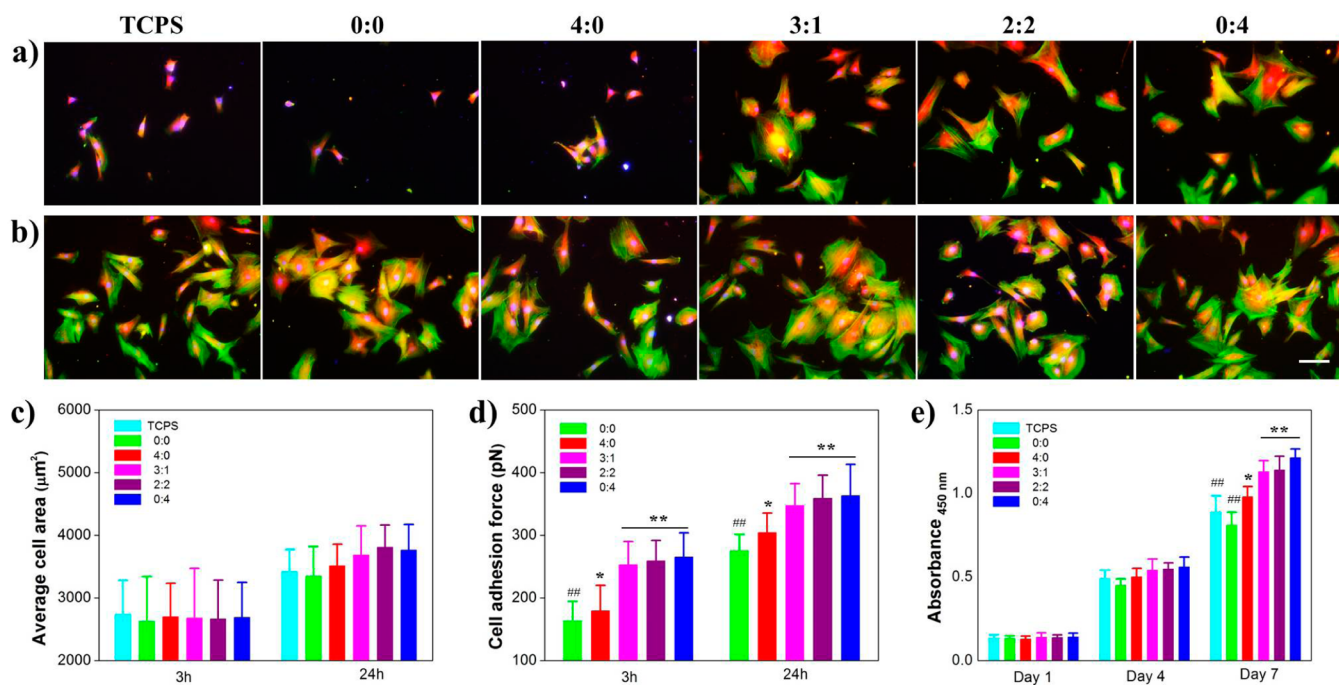 TCPS 0:0 4:0 3:1 2:2 0:4
a)
b)
c)
6000
5000
4000
3000
2000
Average cell area (μm²)
TCPS
0:0
4:0
3:1
2:2
0:4
3h 24h
d)
500
400
300
200
100
Cell adhesion force (pN)
0:0
4:0
3:1
2:2
0:4
##
*
**
##
*
**
3h 24h
e)
1.5
1.0
0.5
0.0
Absorbance 450 nm
TCPS
0:0
4:0
3:1
2:2
0:4
##
##
*
**
Day 1 Day 4 Day 7